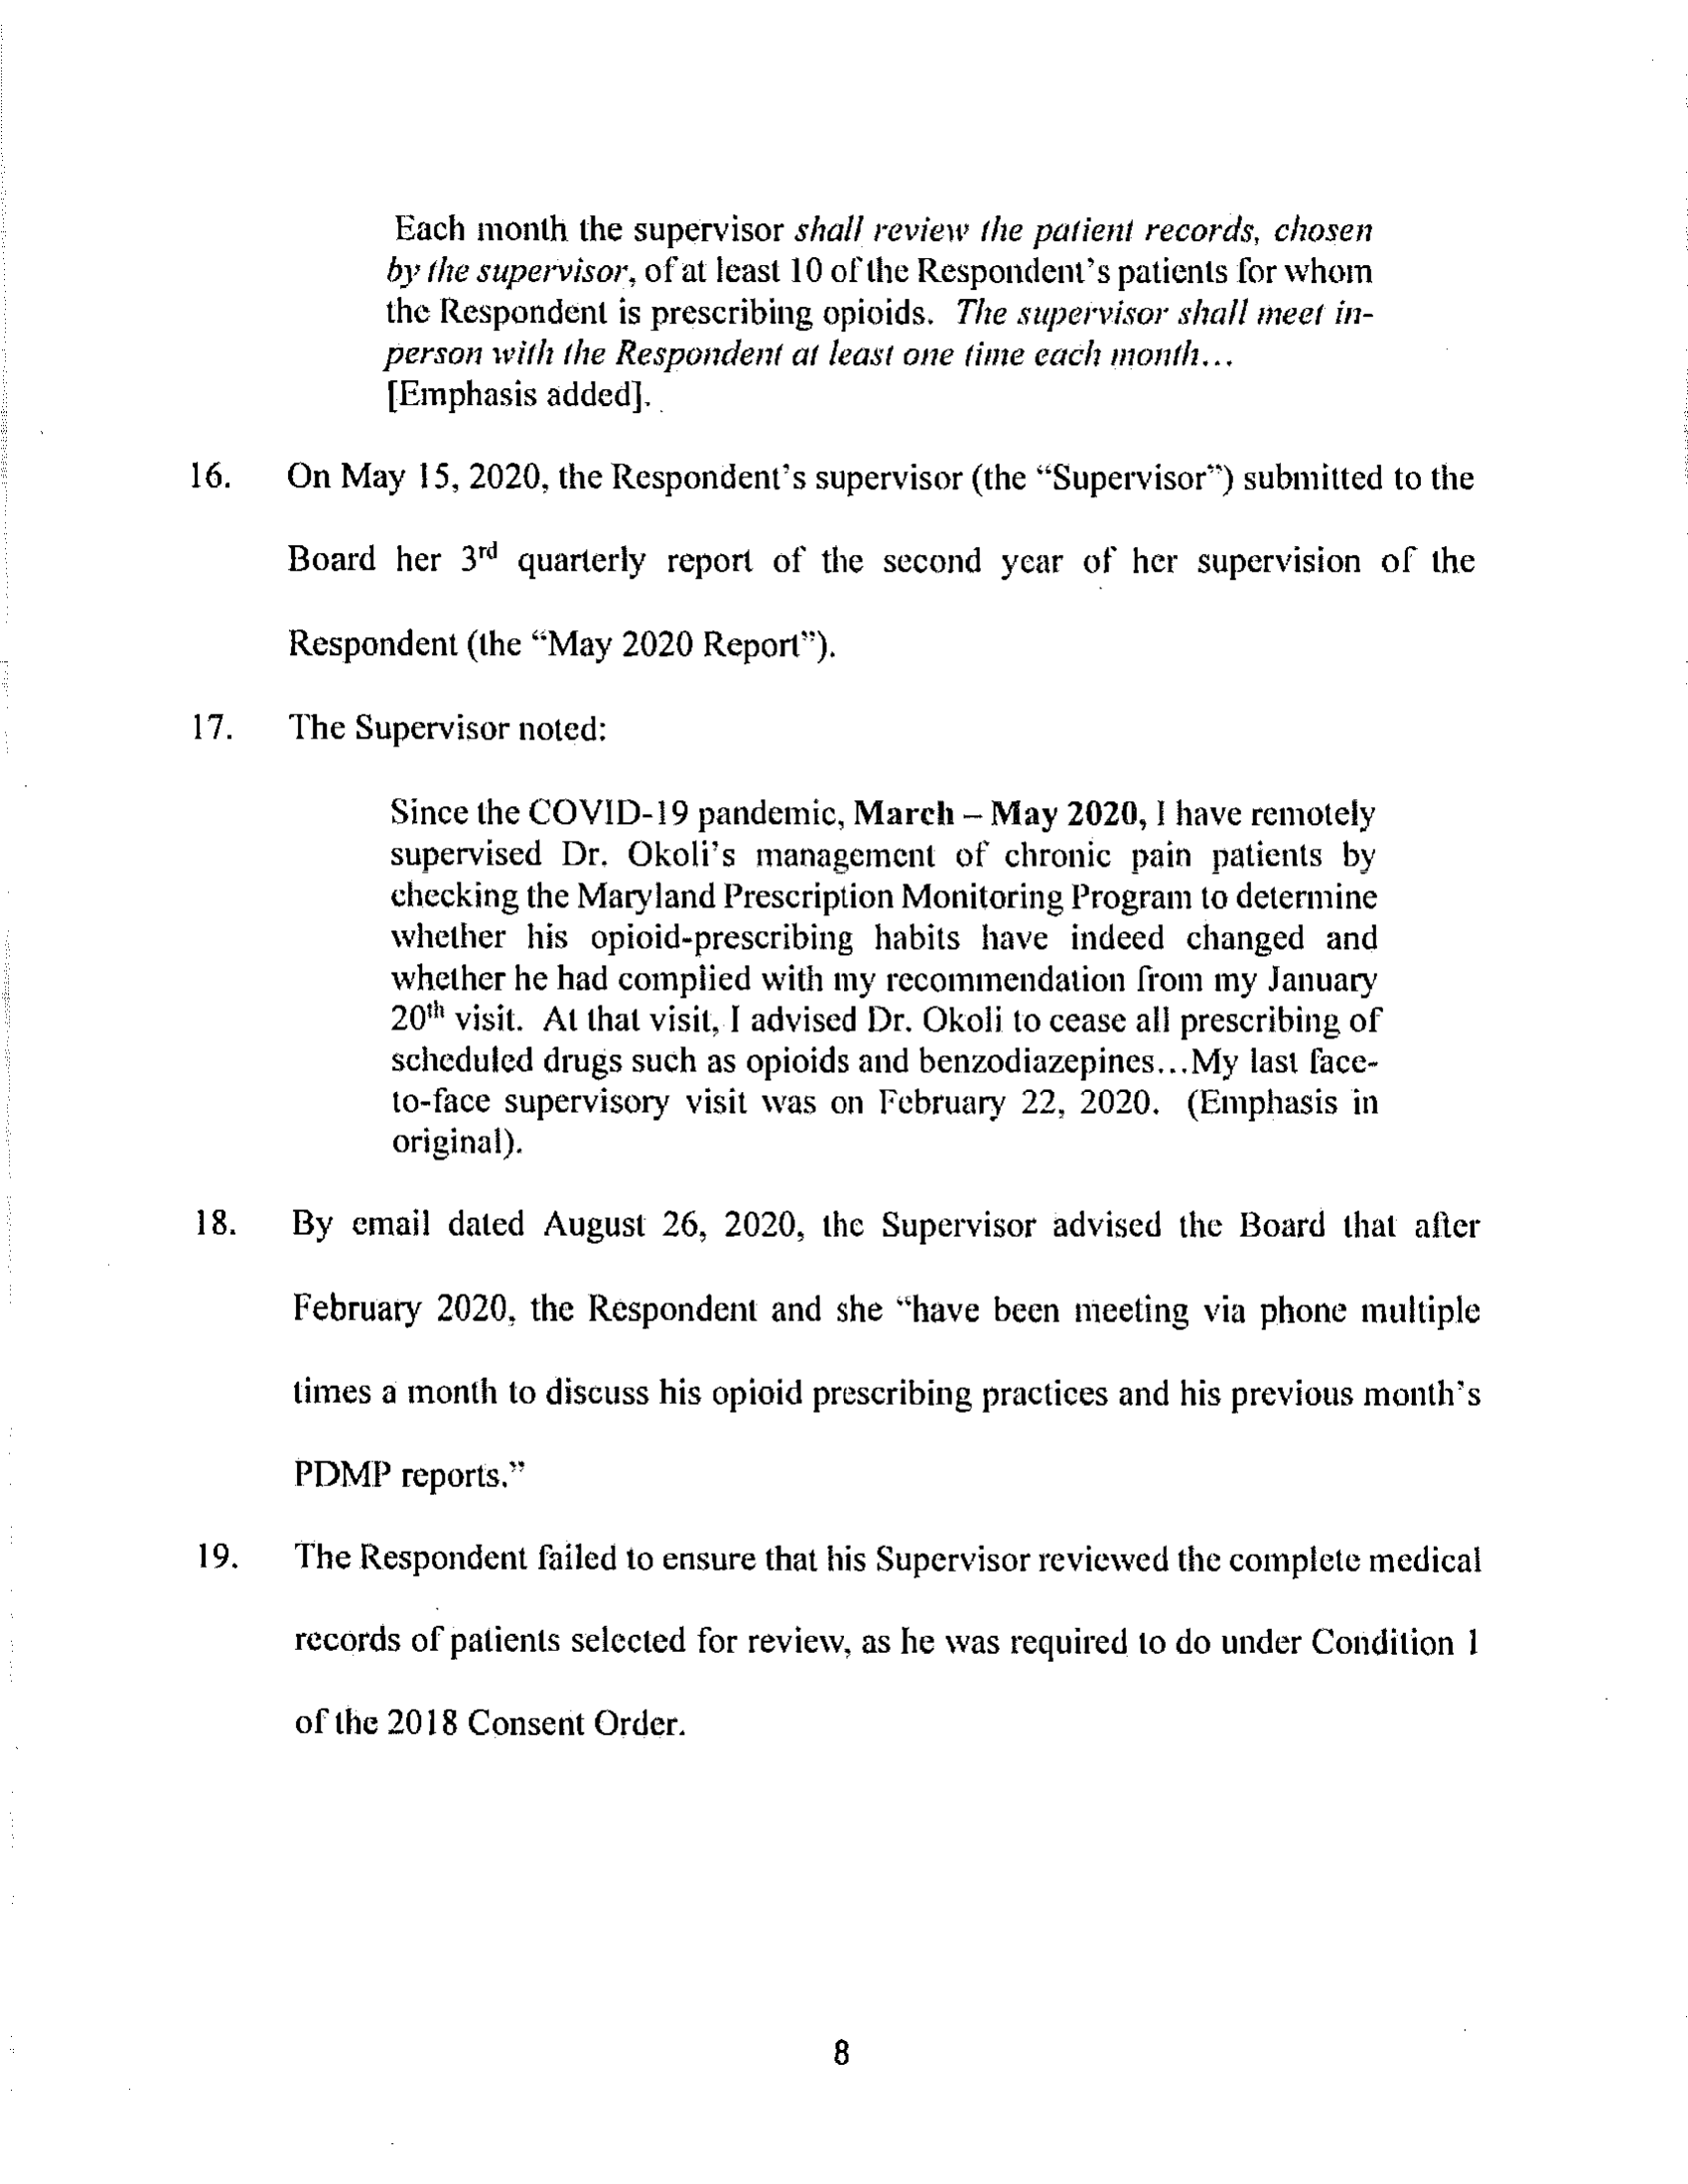 Each month the supervisor shall review the patient records, chosen
by the supervisor, of at least 10 of the Respondent's patients for whom
the Respondent is prescribing opioids. The supervisor shall meet in-
person with the Respondent at least one time each month...
[Emphasis added].
16. On May 15, 2020, the Respondent's supervisor (the “Supervisor”) submitted to the
Board her 3rd quarterly report of the second year of her supervision of the
Respondent (the “May 2020 Report”).
17. The Supervisor noted:
Since the COVID-19 pandemic, March – May 2020, I have remotely
supervised Dr. Okoli's management of chronic pain patients by
checking the Maryland Prescription Monitoring Program to determine
whether his opioid-prescribing habits have indeed changed and
whether he had complied with my recommendation from my January
20th visit. At that visit, I advised Dr. Okoli to cease all prescribing of
scheduled drugs such as opioids and benzodiazepines...My last face-
to-face supervisory visit was on February 22, 2020. (Emphasis in
original).
18. By email dated August 26, 2020, the Supervisor advised the Board that after
February 2020, the Respondent and she “have been meeting via phone multiple
times a month to discuss his opioid prescribing practices and his previous month's
PDMP reports.”
19. The Respondent failed to ensure that his Supervisor reviewed the complete medical
records of patients selected for review, as he was required to do under Condition 1
of the 2018 Consent Order.
8